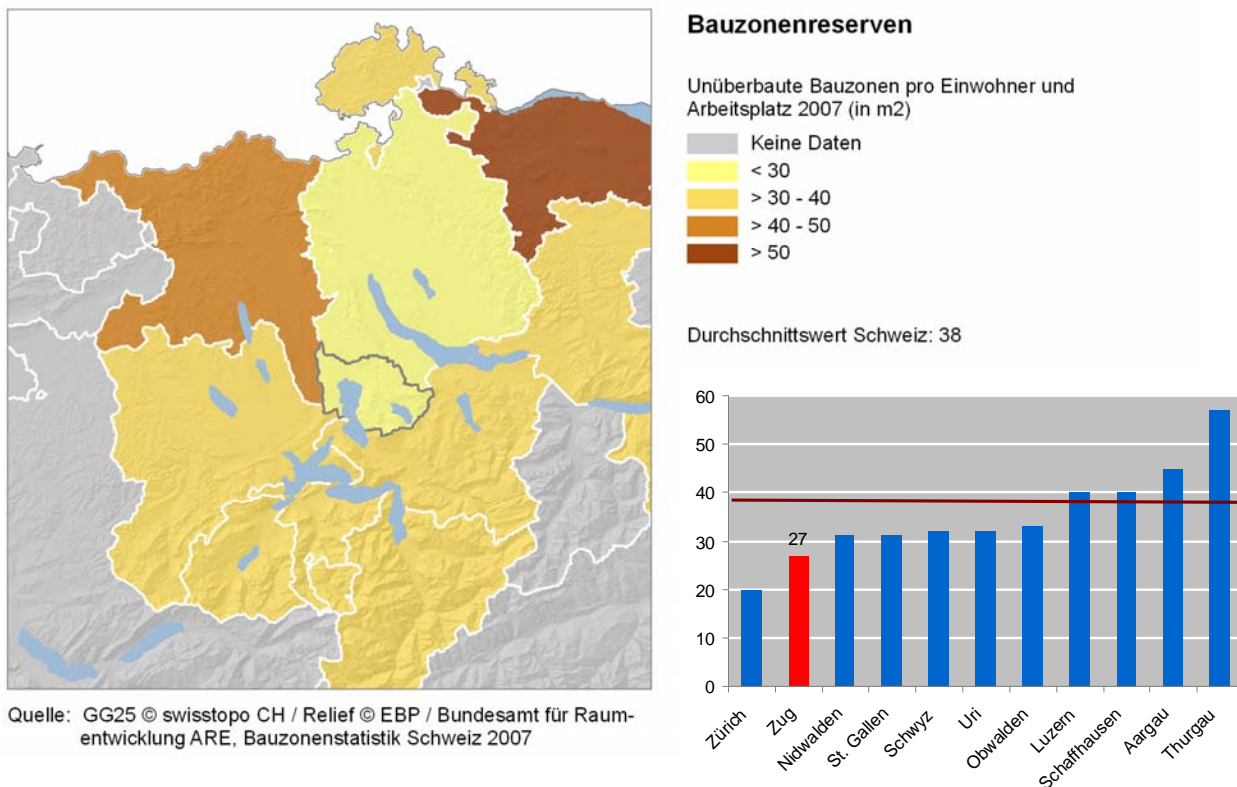 Bauzonenreserven
Unüberbaute Bauzonen pro Einwohner und
Arbeitsplatz 2007 (in m2)
Keine Daten
< 30
> 30 - 40
> 40 - 50
> 50
Durchschnittswert Schweiz: 38
60
50
40
30
20
10
0
27
Zürich
Zug
Nidwalden
St. Gallen
Schwyz
Uri
Obwalden
Luzern
Schaffhausen
Aargau
Thurgau
Quelle: GG25 © swisstopo CH / Relief © EBP / Bundesamt für Raum-
entwicklung ARE, Bauzonenstatistik Schweiz 2007